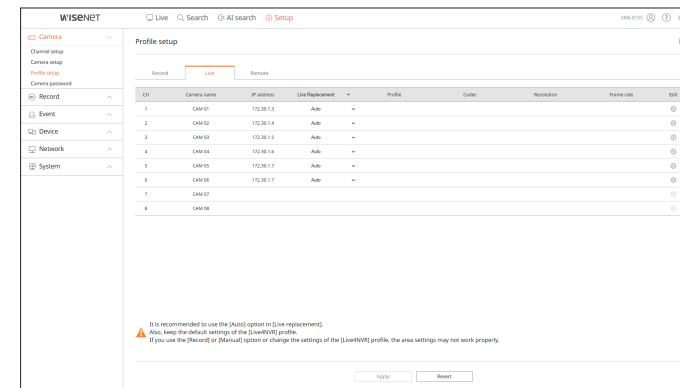 WISENET
Live Search AI search Setup XRN-815S
Camera
Channel setup
Camera setup
Profile setup
Camera password
Record
Event
Device
Network
System
Profile setup
Record Live Remote
CH Camera name IP address Live Replacement Profile Codec Resolution Frame rate Edit
1 CAM 01 172.30.1.3 Auto
2 CAM 02 172.30.1.4 Auto
3 CAM 03 172.30.1.5 Auto
4 CAM 04 172.30.1.6 Auto
5 CAM 05 172.30.1.7 Auto
6 CAM 06 172.30.1.7 Auto
7 CAM 07
8 CAM 08
It is recommended to use the [Auto] option in [Live replacement].
Also, keep the default settings of the [Live4NVR] profile.
If you use the [Record] or [Manual] option or change the settings of the [Live4NVR] profile, the area settings may not work properly.
Apply Revert